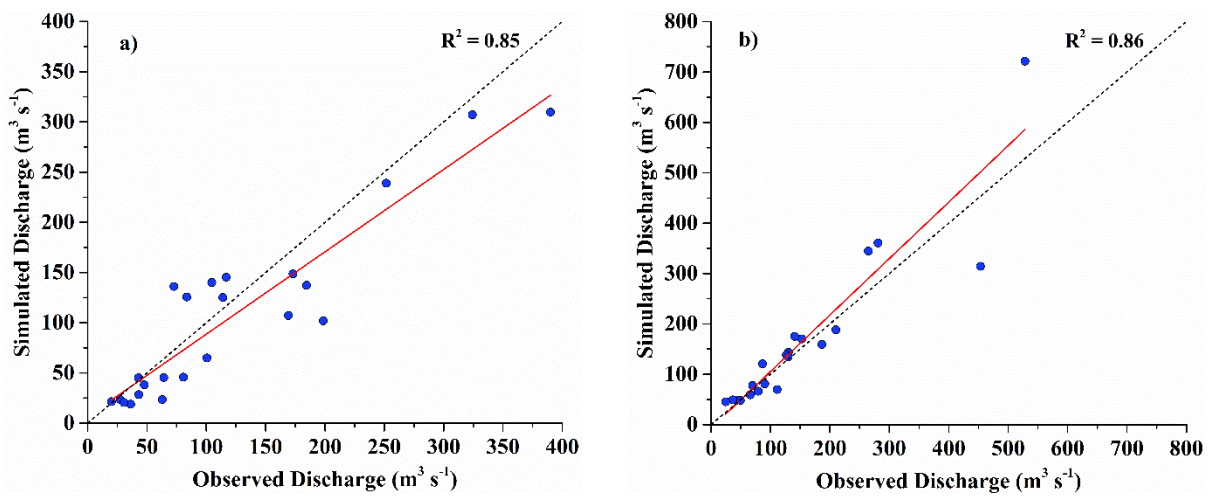 a)
R² = 0.85
400
350
300
250
200
150
100
50
0
Simulated Discharge (m³ s⁻¹)
0 50 100 150 200 250 300 350 400
Observed Discharge (m³ s⁻¹)
b)
R² = 0.86
800
700
600
500
400
300
200
100
0
Simulated Discharge (m³ s⁻¹)
0 100 200 300 400 500 600 700 800
Observed Discharge (m³ s⁻¹)